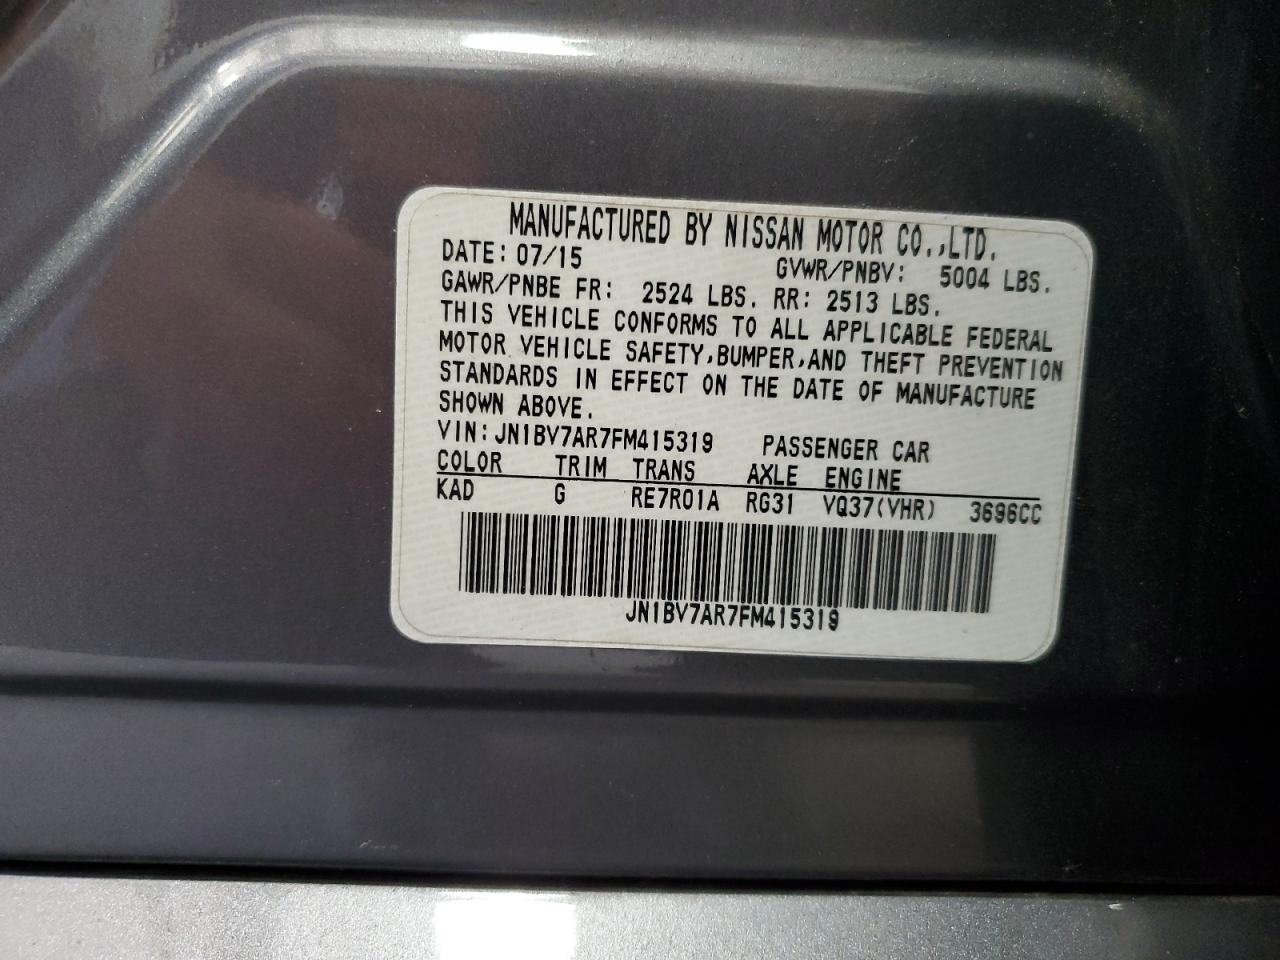 MANUFACTURED BY NISSAN MOTOR CO.,LTD.
DATE: 07/15 GVWR/PNBV: 5004 LBS.
GAWR/PNBE FR: 2524 LBS. RR: 2513 LBS.
THIS VEHICLE CONFORMS TO ALL APPLICABLE FEDERAL
MOTOR VEHICLE SAFETY,BUMPER,AND THEFT PREVENTION
STANDARDS IN EFFECT ON THE DATE OF MANUFACTURE
SHOWN ABOVE.
VIN: JN1BV7AR7FM415319 PASSENGER CAR
COLOR TRIM TRANS AXLE ENGINE
KAD G RE7R01A RG31 VQ37(VHR) 3696CC
JN1BV7AR7FM415319